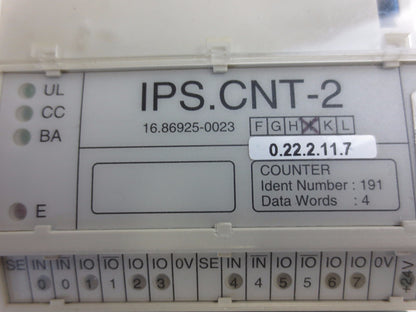 UL
CC
BA
E
IPS.CNT-2
16.86925-0023
F G H K L
0.22.2.11.7
COUNTER
Ident Number : 191
Data Words : 4
SE IN IN IO IO IO IO 0V SE IN IN IO IO IO IO 0V +24V
0 0 1 1 2 3 4 4 5 5 6 7